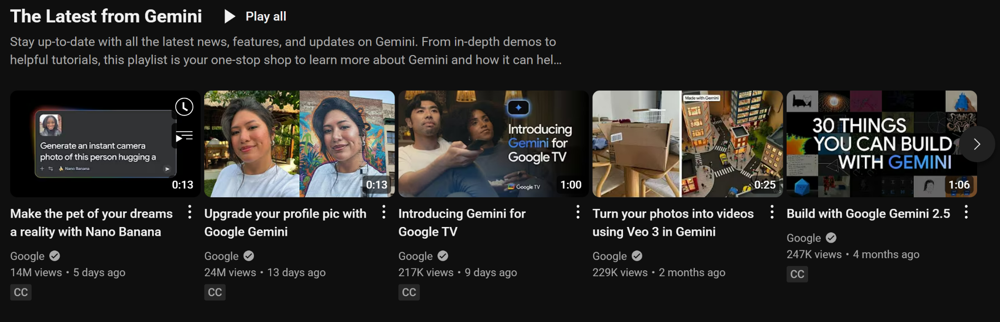 The Latest from Gemini
Play all
Stay up-to-date with all the latest news, features, and updates on Gemini. From in-depth demos to
helpful tutorials, this playlist is your one-stop shop to learn more about Gemini and how it can hel...
Generate an instant camera
photo of this person hugging a
Nano Banana
0:13
Make the pet of your dreams
a reality with Nano Banana
Google
14M views • 5 days ago
CC
0:13
Upgrade your profile pic with
Google Gemini
Google
24M views • 13 days ago
CC
Introducing
Gemini for
Google TV
Google TV
1:00
Introducing Gemini for
Google TV
Google
217K views • 9 days ago
CC
Made with Gemini
0:25
Turn your photos into videos
using Veo 3 in Gemini
Google
229K views • 2 months ago
30 THINGS
YOU CAN BUILD
WITH GEMINI
1:06
Build with Google Gemini 2.5
Google
247K views • 4 months ago
CC